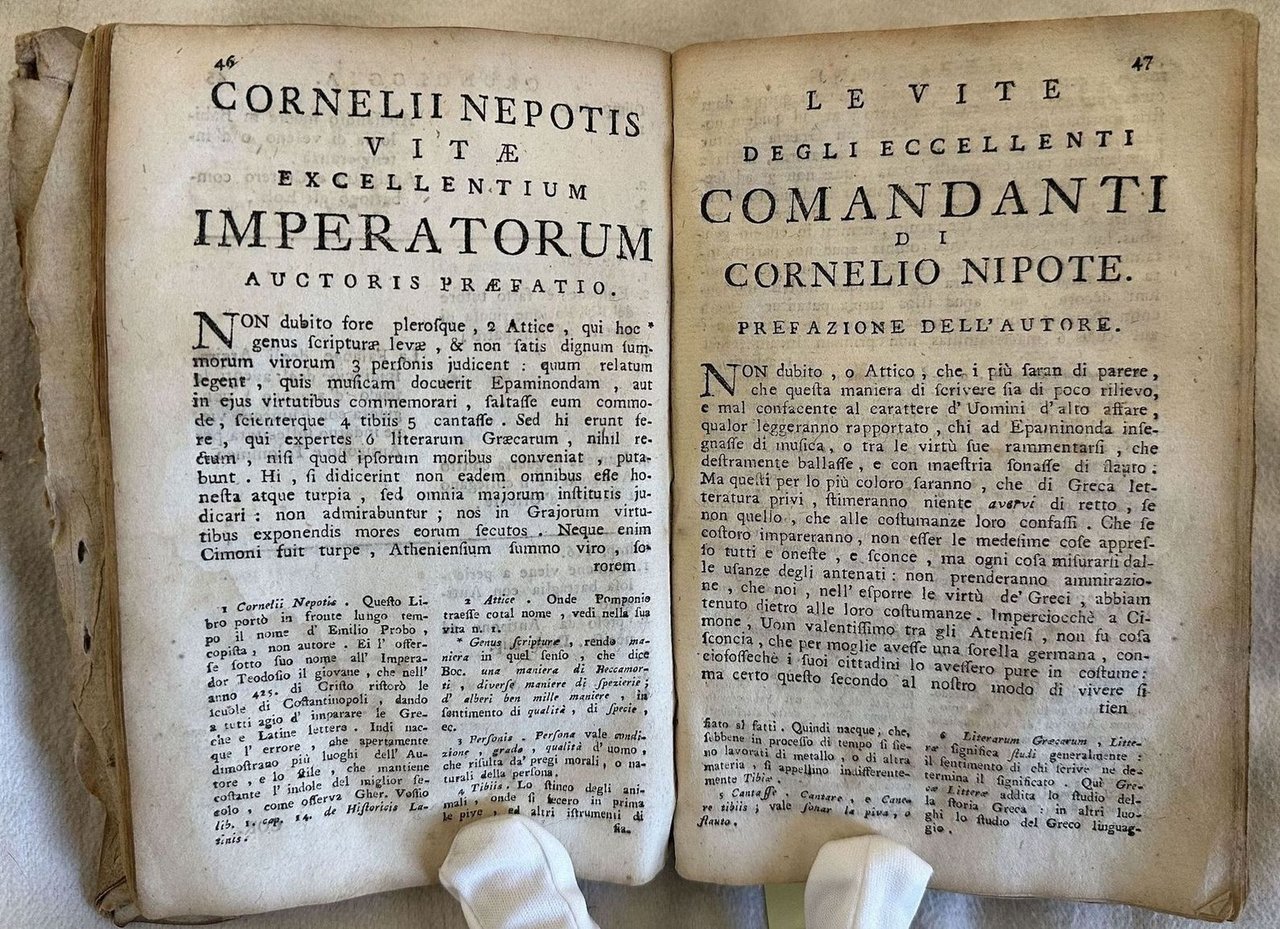 46
CORNELII NEPOTIS
VITÆ
EXCELLENTIUM
IMPERATORUM
AUCTORIS PRÆFATIO.
NON dubito fore pleroſque , 2 Attice , qui hoc *
genus ſcripturæ levæ , & non ſatis dignum ſum-
morum virorum 3 perſonis judicent : quum relatum
legent , quis muſicam docuerit Epaminondam , aut
in ejus virtutibus commemorari , ſaltaſſe eum commo-
de, ſcienterque 4 tibiis 5 cantaſſe . Sed hi erunt fe-
re , qui expertes 6 literarum Græcarum , nihil re-
ctum , niſi quod ipſorum moribus conveniat , puta-
bunt . Hi , ſi didicerint non eadem omnibus eſſe ho-
neſta atque turpia , ſed omnia majorum inſtitutis ju-
dicari : non admirabuntur ; nos in Grajorum virtu-
tibus exponendis mores eorum ſecutos . Neque enim
Cimoni fuit turpe , Athenienſium ſummo viro , ſo-
rorem
1 Cornelii Nepotis . Queſto Li-
bro portò in fronte lungo tem-
po il nome d' Emilio Probo ,
copiſta , non autore . Ei l' offer-
ſe ſotto ſuo nome all' Impera-
dor Teodoſio il giovane , che nell'
anno 425. di Criſto riſtorò le
ſcuole di Coſtantinopoli , dando
a tutti agio d' imparare le Gre-
che e Latine lettere . Indi nac-
que l' errore , che apertamente
dimoſtrano più luoghi dell' Au-
tore , e lo ſtile , che mantiene
coſtante l' indole del miglior ſe-
colo , come oſſerva Gher. Voſſio
lib. 1. cap. 14. de Hiſtoricis La-
tinis.
2 Attice . Onde Pomponio
traeſſe cotal nome , vedi nella ſua
vita n. 1.
* Genus ſcripturæ , rendo ma-
niera in quel ſenſo , che dice
Boc. una maniera di Beccamor-
ti , diverſe maniere di ſpezierie ;
d' alberi ben mille maniere , in
ſentimento di qualità , di ſpecie ,
ec.
3 Perſonis . Perſona vale condi-
zione , grado , qualità d' uomo ,
che riſulta da' pregi morali , o na-
turali della perſona.
4 Tibiis . Lo ſtinco degli ani-
mali , onde ſi fecero in prima
le pive , ed altri iſtrumenti di
fia.
47
LE VITE
DEGLI ECCELLENTI
COMANDANTI
DI
CORNELIO NIPOTE.
PREFAZIONE DELL'AUTORE.
NON dubito , o Attico , che i più ſaran di parere ,
che queſta maniera di ſcrivere ſia di poco rilievo,
e mal confacente al carattere d' Uomini d' alto affare ,
qualor leggeranno rapportato , chi ad Epaminonda inſe-
gnaſſe di muſica , o tra le virtù ſue rammentarſi , che
deſtramente ballaſſe , e con maeſtria ſonaſſe di flauto :
Ma queſti per lo più coloro ſaranno , che di Greca let-
teratura privi , ſtimeranno niente avervi di retto , ſe
non quello , che alle coſtumanze loro confaſſi . Che ſe
coſtoro impareranno , non eſſer le medeſime coſe appreſ-
ſo tutti e oneſte , e ſconce , ma ogni coſa miſurarſi dal-
le uſanze degli antenati : non prenderanno ammirazio-
ne , che noi , nell' eſporre le virtù de' Greci , abbiam
tenuto dietro alle loro coſtumanze . Imperciocchè a Ci-
mone , Uom valentiſſimo tra gli Atenieſi , non fu coſa
ſconcia , che per moglie aveſſe una ſorella germana , con-
cioſoſſechè i ſuoi cittadini lo aveſſero pure in coſtume :
ma certo queſto ſecondo al noſtro modo di vivere ſi
tien
fiato sì fatti . Quindi nacque , che,
ſebbene in proceſſo di tempo ſi ſie-
no lavorati di metallo , o di altra
materia , ſi appellino indifferente-
mente Tibiæ .
5 Cantaſſe . Cantare , e Cane-
re tibiis ; vale ſonar la piva , o
flauto .
6 Literarum Græcarum , Litte-
ræ ſignifica ſtudi generalmente :
il ſentimento di chi ſcrive ne de-
termina il ſignificato . Quì Gre-
cæ Litteræ addita lo ſtudio del-
la ſtoria Greca : in altri luo-
ghi lo ſtudio del Greco linguag-
gio .